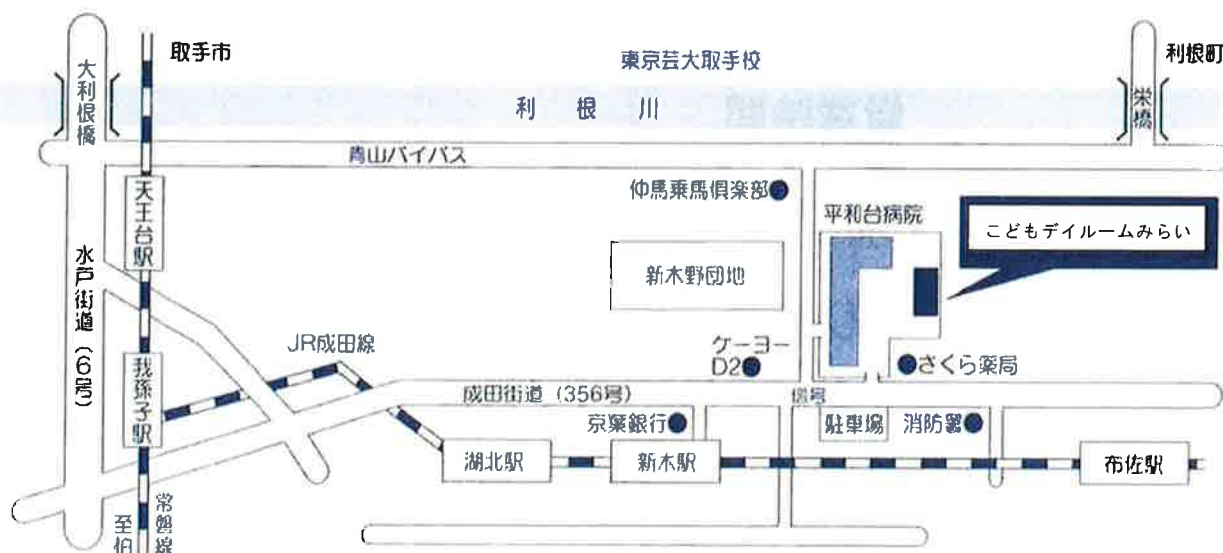 取手市
東京芸大取手校
利根町
大利根橋
利根川
栄橋
青山バイパス
天王台駅
仲馬乗馬倶楽部
平和台病院
こどもデイルームみらい
水戸街道（6号）
新木野団地
JR成田線
ケーヨー
D2
我孫子駅
さくら薬局
成田街道（356号）
信号
京葉銀行
駐車場
消防署
湖北駅
新木駅
布佐駅
常磐線
至柏